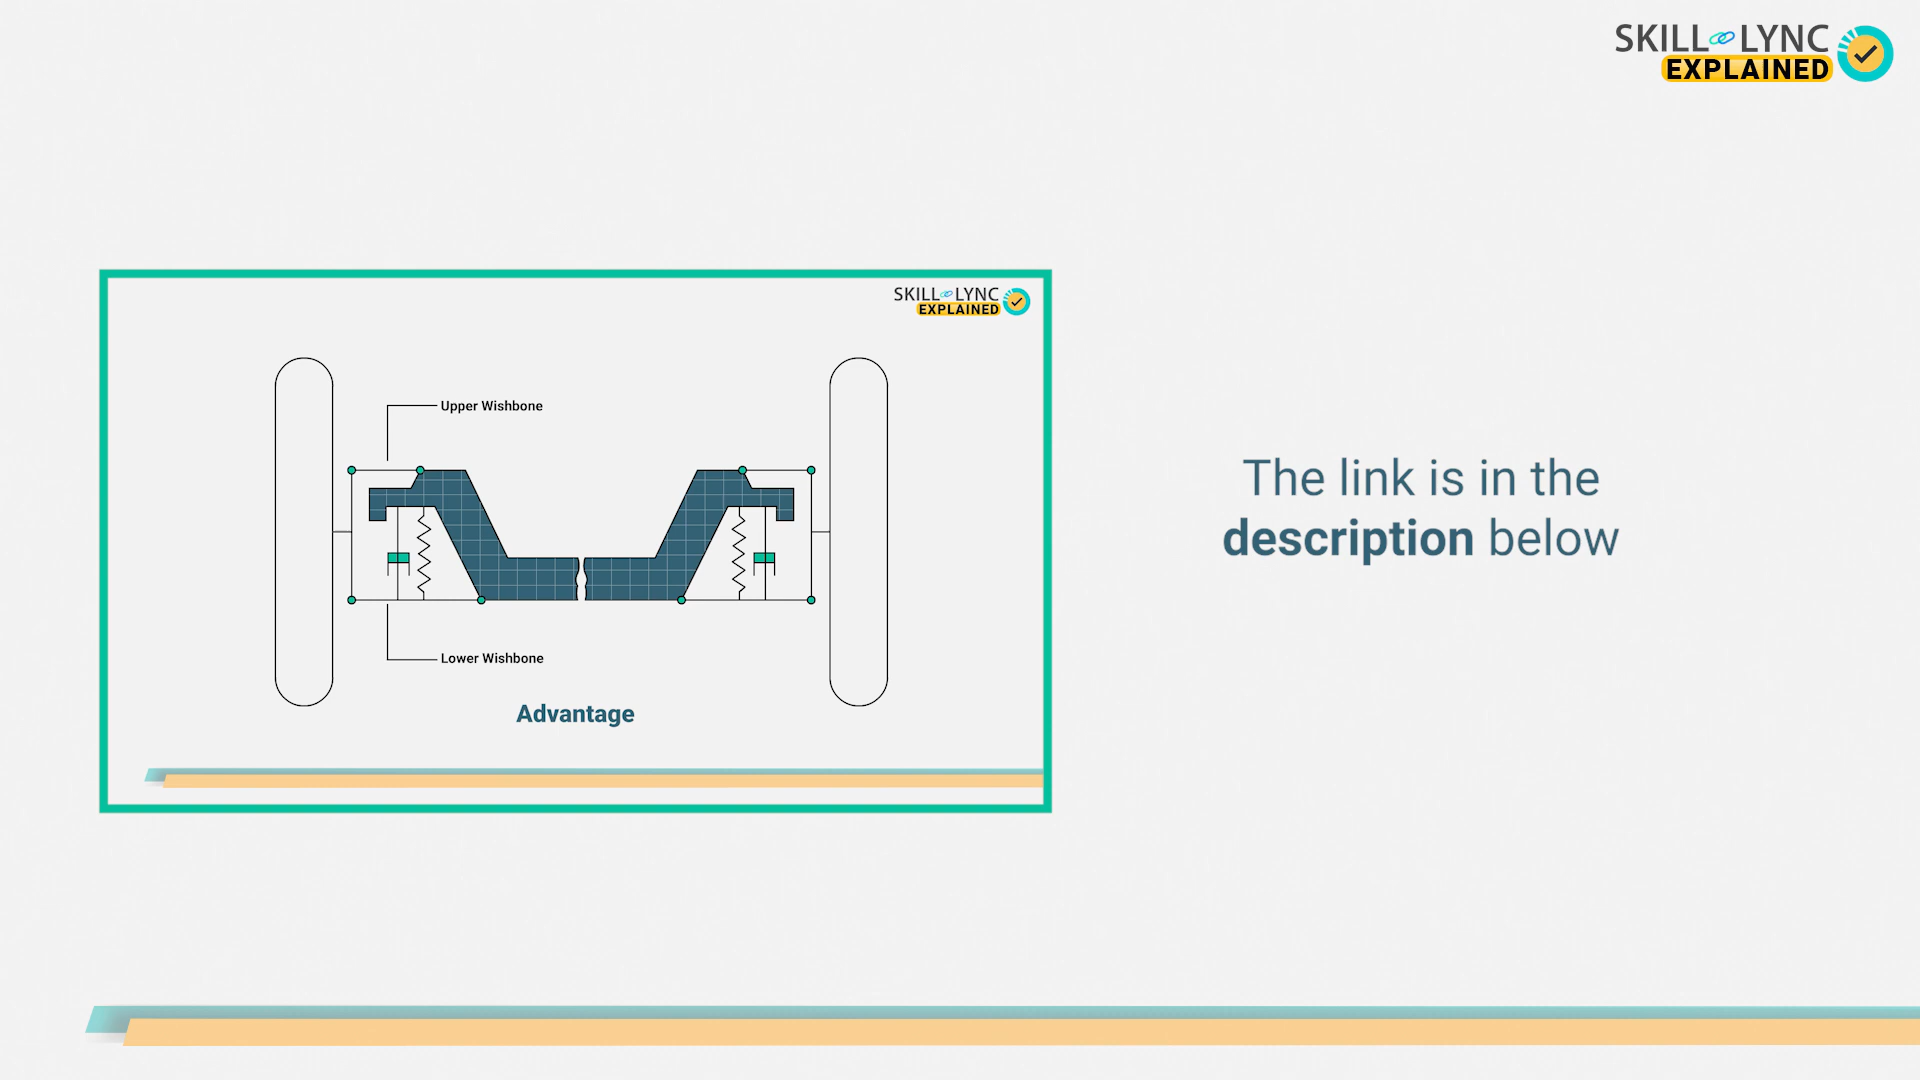 SKILL LYNC
EXPLAINED
SKILL LYNC
EXPLAINED
Upper Wishbone
Lower Wishbone
Advantage
The link is in the
description below